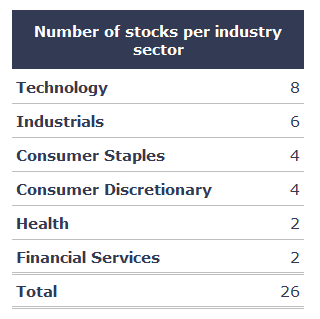 Number of stocks per industry
sector
Technology 8
Industrials 6
Consumer Staples 4
Consumer Discretionary 4
Health 2
Financial Services 2
Total 26